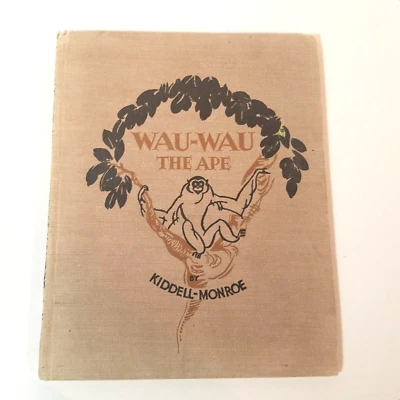 WAU-WAU
THE APE
BY
KIDDELL-MONROE